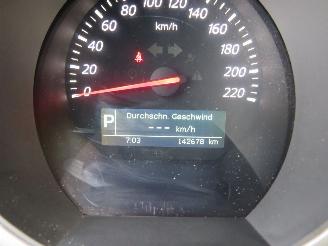 80 100 120 140
60 km/h 160
40 180
20 200
0 220
P Durchschn. Geschwind
--- km/h
7:03 142678 km